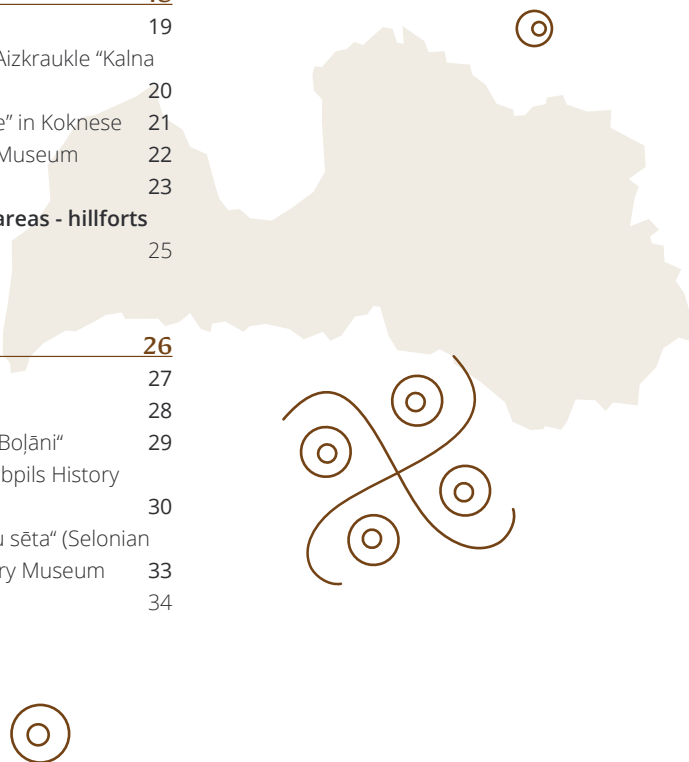 19
Aizkraukle “Kalna
20
e” in Koknese 21
Museum 22
23
areas - hillforts
25
26
27
28
Boļāni“ 29
bpils History
30
u sēta“ (Selonian
ry Museum 33
34